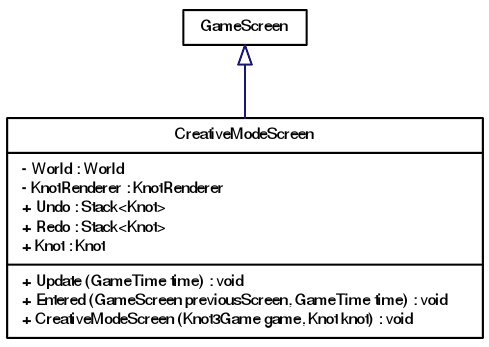 GameScreen
CreativeModeScreen
- World : World
- KnotRenderer : KnotRenderer
+ Undo : Stack<Knot>
+ Redo : Stack<Knot>
+ Knot : Knot
+ Update (GameTime time) : void
+ Entered (GameScreen previousScreen, GameTime time) : void
+ CreativeModeScreen (Knot3Game game, Knot knot) : void